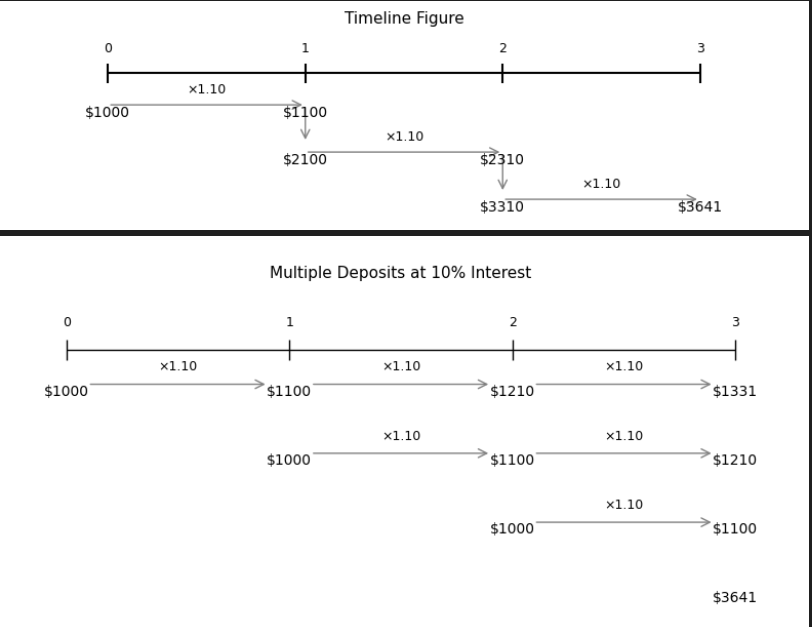 Timeline Figure
0 1 2 3
×1.10
$1000 $1100
×1.10
$2100 $2310
×1.10
$3310 $3641
Multiple Deposits at 10% Interest
0 1 2 3
×1.10 ×1.10 ×1.10
$1000 $1100 $1210 $1331
×1.10 ×1.10
$1000 $1100 $1210
×1.10
$1000 $1100
$3641